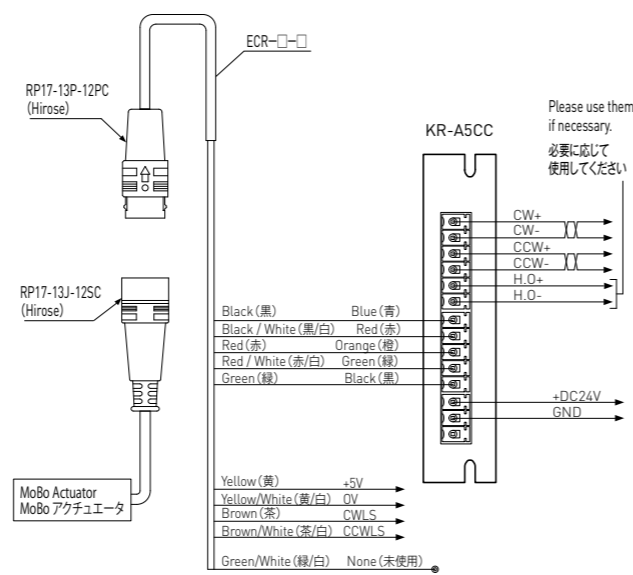 ECR-□-□
RP17-13P-12PC
(Hirose)
KR-A5CC
Please use them
if necessary.
必要に応じて
使用してください
CW+
CW-
CCW+
CCW-
H.O+
H.O-
RP17-13J-12SC
(Hirose)
Black(黒) Blue(青)
Black / White(黒/白) Red(赤)
Red(赤) Orange(橙)
Red / White(赤/白) Green(緑)
Green(緑) Black(黒)
+DC24V
GND
MoBo Actuator
MoBo アクチュエータ
Yellow(黄) +5V
Yellow/White(黄/白) 0V
Brown(茶) CWLS
Brown/White(茶/白) CCWLS
Green/White(緑/白) None(未使用)